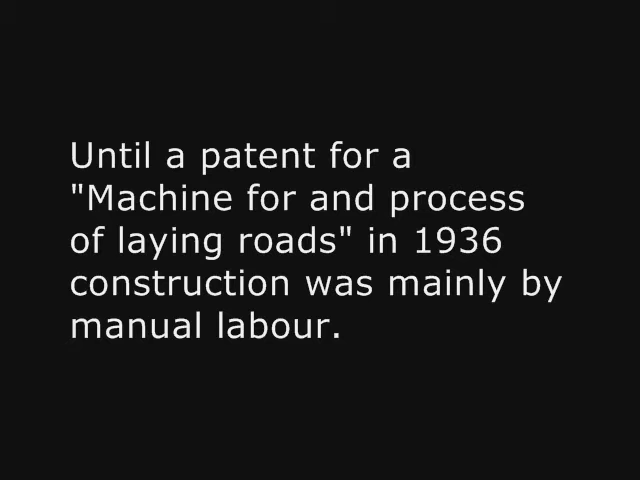 Until a patent for a
"Machine for and process
of laying roads" in 1936
construction was mainly by
manual labour.